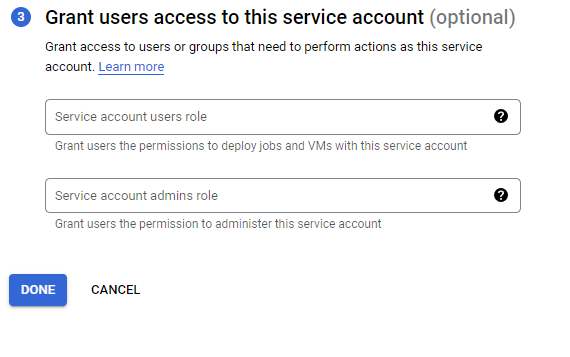 3 Grant users access to this service account (optional)
Grant access to users or groups that need to perform actions as this service
account. Learn more
Service account users role ?
Grant users the permissions to deploy jobs and VMs with this service account
Service account admins role ?
Grant users the permission to administer this service account
DONE CANCEL